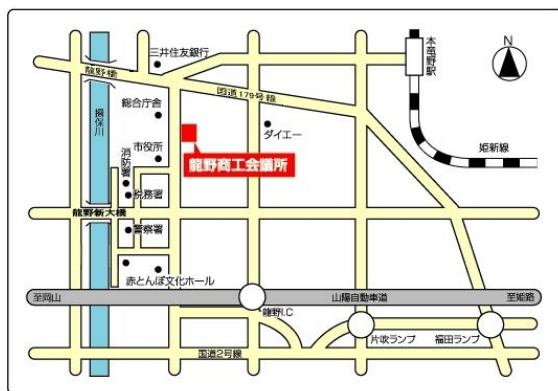 三井住友銀行
本竜野駅
N
龍野橋
国道179号線
総合庁舎
揖保川
ダイエー
姫新線
市役所
龍野商工会議所
消防署
税務署
龍野新大橋
警察署
赤とんぼ文化ホール
至岡山
山陽自動車道
至姫路
龍野I.C
片吹ランプ
福田ランプ
国道2号線